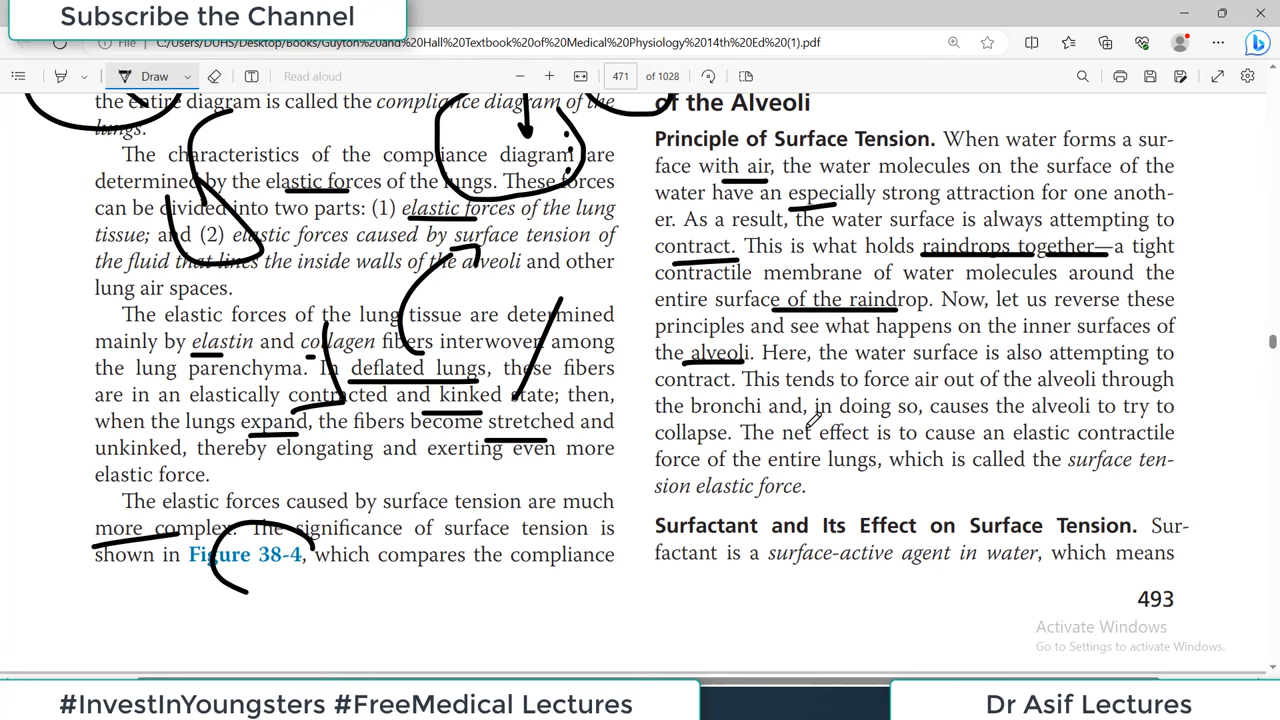 Subscribe the Channel
File
C:/Users/DUHS/Desktop/Books/Guyton%20and%20Hall%20Textbook%20of%20Medical%20Physiology%2014th%20Ed%20(1).pdf
Draw
Read aloud
471 of 1028
the entire diagram is called the compliance diagram of the
lungs.
The characteristics of the compliance diagram are
determined by the elastic forces of the lungs. These forces
can be divided into two parts: (1) elastic forces of the lung
tissue; and (2) elastic forces caused by surface tension of
the fluid that lines the inside walls of the alveoli and other
lung air spaces.
The elastic forces of the lung tissue are determined
mainly by elastin and collagen fibers interwoven among
the lung parenchyma. In deflated lungs, these fibers
are in an elastically contracted and kinked state; then,
when the lungs expand, the fibers become stretched and
unkinked, thereby elongating and exerting even more
elastic force.
The elastic forces caused by surface tension are much
more complex. The significance of surface tension is
shown in Figure 38-4, which compares the compliance
of the Alveoli
Principle of Surface Tension. When water forms a sur-
face with air, the water molecules on the surface of the
water have an especially strong attraction for one anoth-
er. As a result, the water surface is always attempting to
contract. This is what holds raindrops together—a tight
contractile membrane of water molecules around the
entire surface of the raindrop. Now, let us reverse these
principles and see what happens on the inner surfaces of
the alveoli. Here, the water surface is also attempting to
contract. This tends to force air out of the alveoli through
the bronchi and, in doing so, causes the alveoli to try to
collapse. The net effect is to cause an elastic contractile
force of the entire lungs, which is called the surface ten-
sion elastic force.
Surfactant and Its Effect on Surface Tension. Sur-
factant is a surface-active agent in water, which means
493
Activate Windows
Go to Settings to activate Windows.
#InvestInYoungsters #FreeMedical Lectures
Dr Asif Lectures